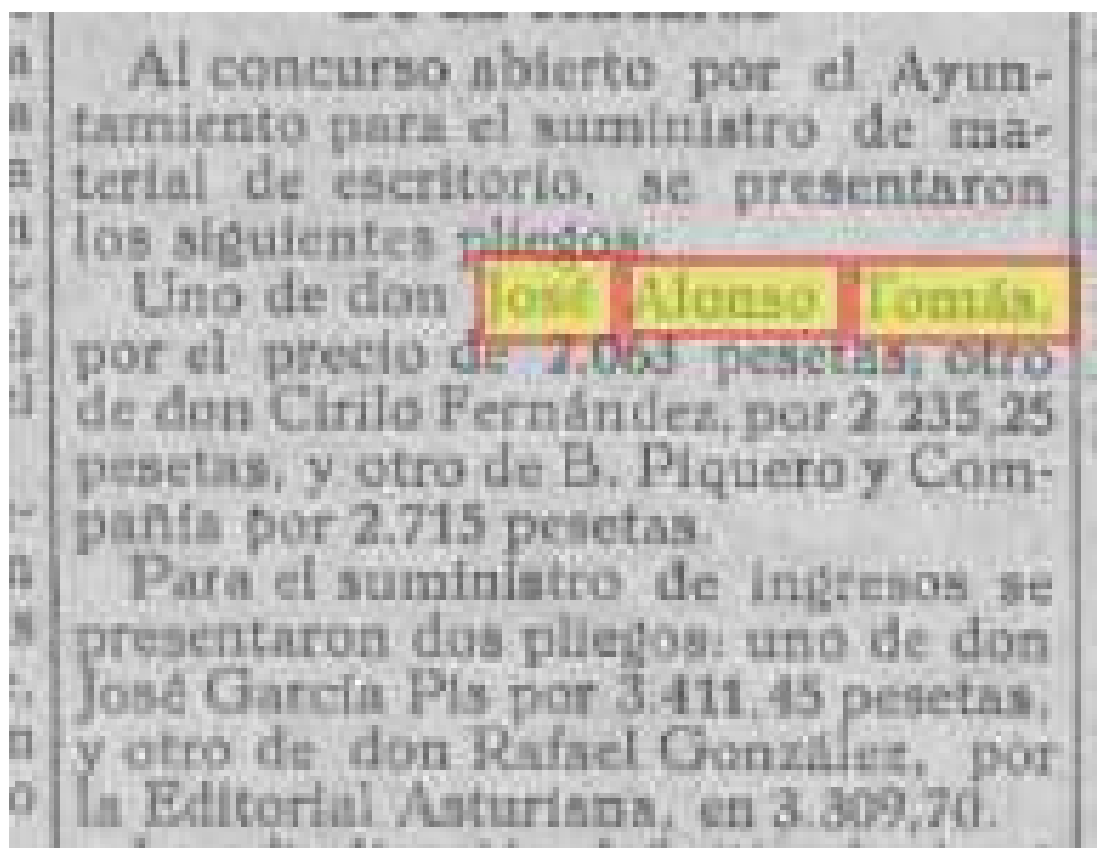 Al concurso abierto por el Ayun-
tamiento para el suministro de ma-
terial de escritorio, se presentaron
los siguientes pliegos:
Uno de don José Alonso Tomás,
por el precio de 2.063 pesetas; otro
de don Cirilo Fernández, por 2.235,25
pesetas, y otro de B. Piquero y Com-
pañía por 2.715 pesetas.
Para el suministro de ingresos se
presentaron dos pliegos: uno de don
José García Pis por 3.411,45 pesetas,
y otro de don Rafael González, por
la Editorial Asturiana, en 3.309,70.